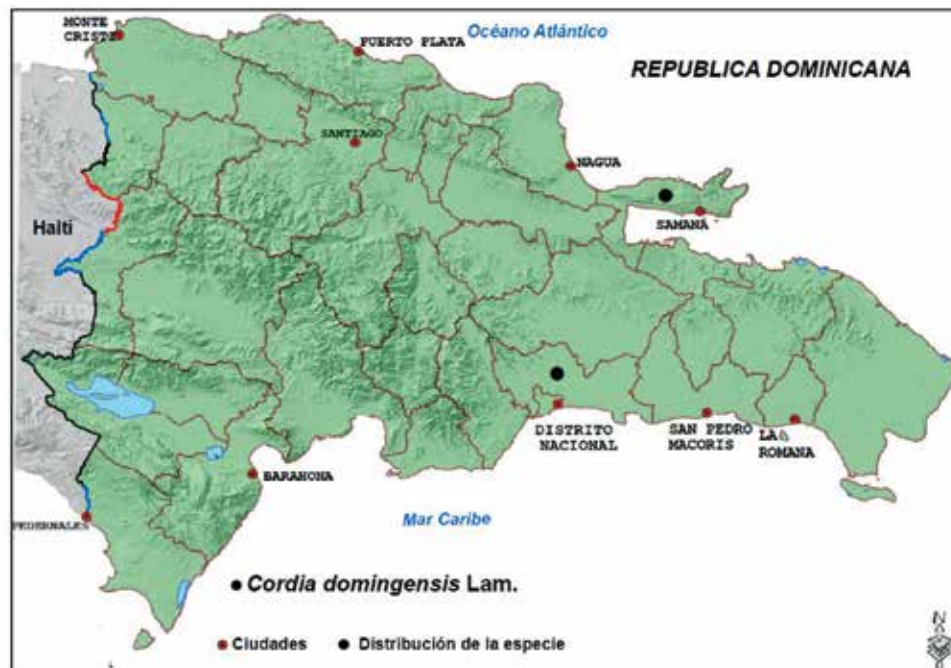 MONTE
CRISTI
PUERTO PLATA
Océano Atlántico
REPUBLICA DOMINICANA
SANTIAGO
NAGUA
Haití
SAMANÁ
DISTRITO
NACIONAL
SAN PEDRO
MACORIS
LA
ROMANA
BARAHONA
PEDERNALES
Mar Caribe
Cordia domingensis Lam.
Ciudades
Distribución de la especie
N